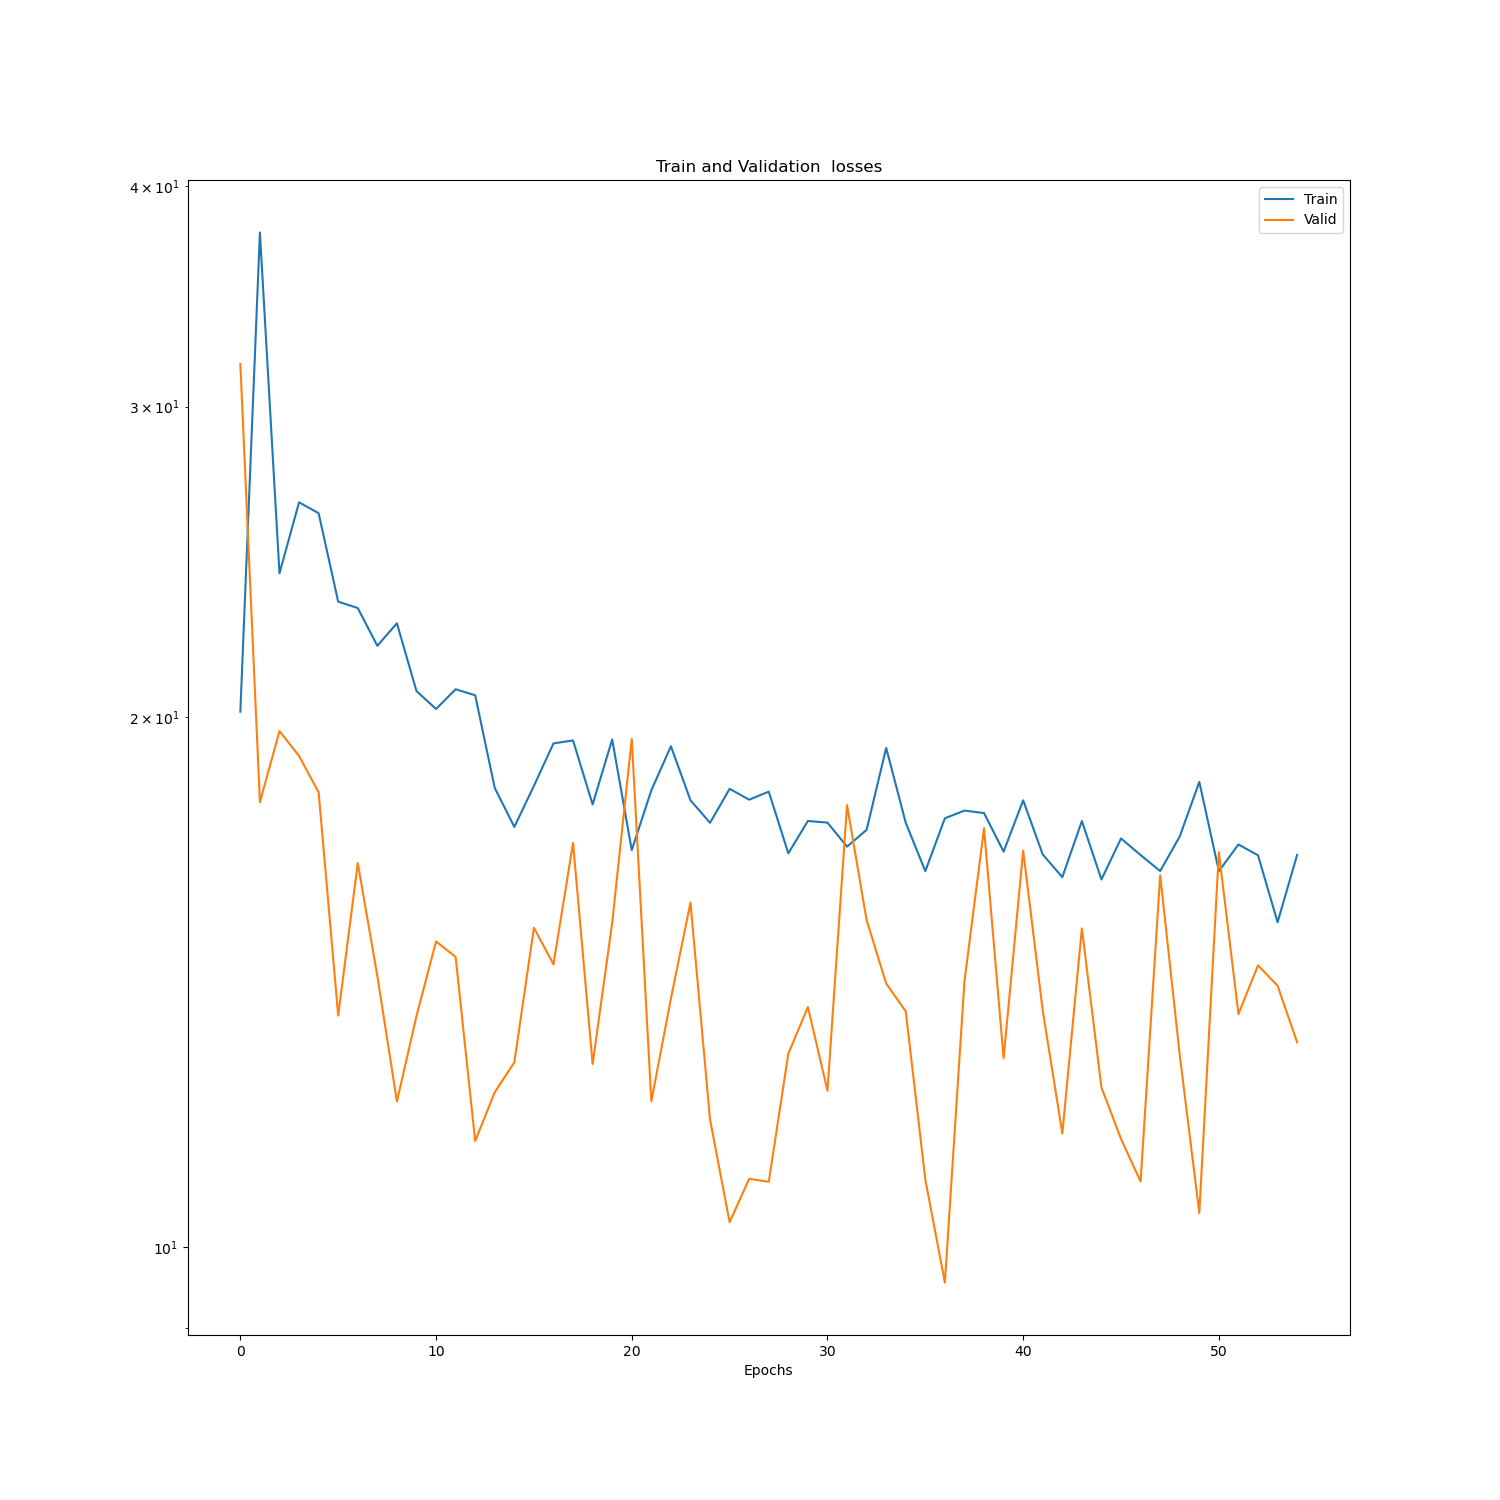 Train and Validation  losses
4 × 10¹
3 × 10¹
2 × 10¹
10¹
Train
Valid
0 10 20 30 40 50
Epochs